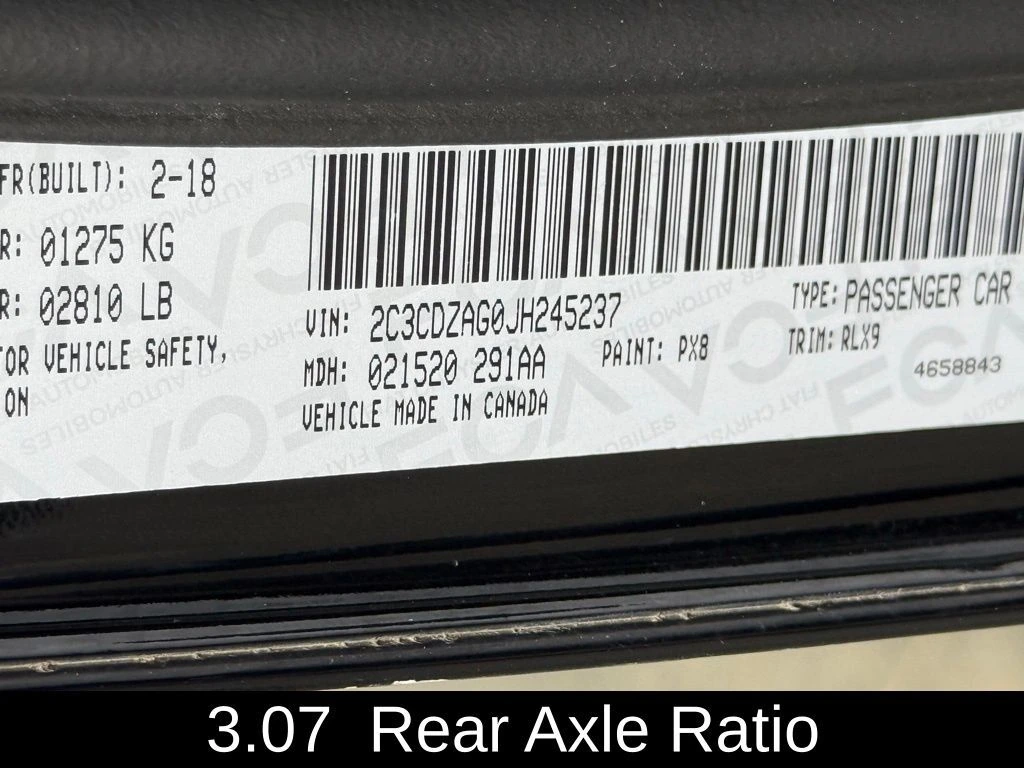 FR(BUILT): 2-18
R: 01275 KG
R: 02810 LB
TOR VEHICLE SAFETY,
ON
VIN: 2C3CDZAG0JH245237
TYPE: PASSENGER CAR
MDH: 021520 291AA
PAINT: PX8
TRIM: RLX9
VEHICLE MADE IN CANADA
4658843
3.07 Rear Axle Ratio